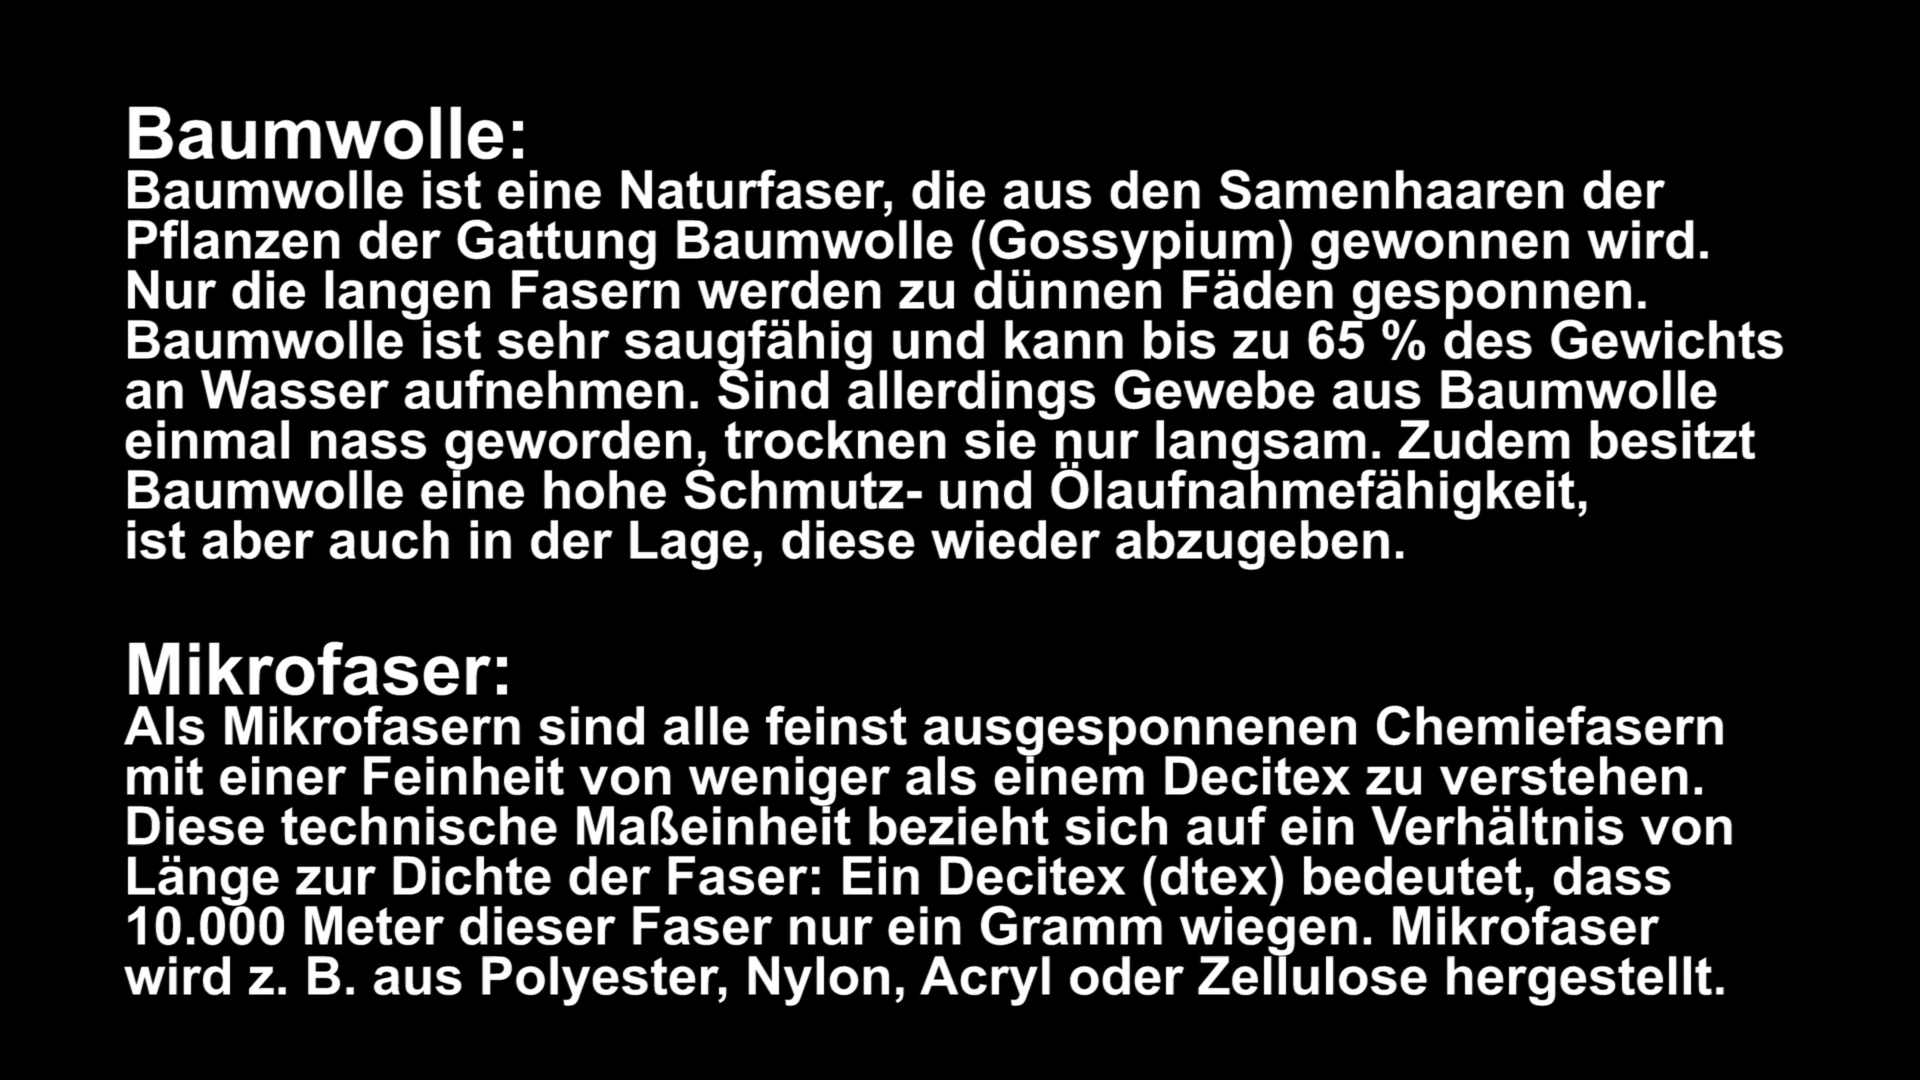 Baumwolle:
Baumwolle ist eine Naturfaser, die aus den Samenhaaren der
Pflanzen der Gattung Baumwolle (Gossypium) gewonnen wird.
Nur die langen Fasern werden zu dünnen Fäden gesponnen.
Baumwolle ist sehr saugfähig und kann bis zu 65 % des Gewichts
an Wasser aufnehmen. Sind allerdings Gewebe aus Baumwolle
einmal nass geworden, trocknen sie nur langsam. Zudem besitzt
Baumwolle eine hohe Schmutz- und Ölaufnahmefähigkeit,
ist aber auch in der Lage, diese wieder abzugeben.
Mikrofaser:
Als Mikrofasern sind alle feinst ausgesponnenen Chemiefasern
mit einer Feinheit von weniger als einem Decitex zu verstehen.
Diese technische Maßeinheit bezieht sich auf ein Verhältnis von
Länge zur Dichte der Faser: Ein Decitex (dtex) bedeutet, dass
10.000 Meter dieser Faser nur ein Gramm wiegen. Mikrofaser
wird z. B. aus Polyester, Nylon, Acryl oder Zellulose hergestellt.